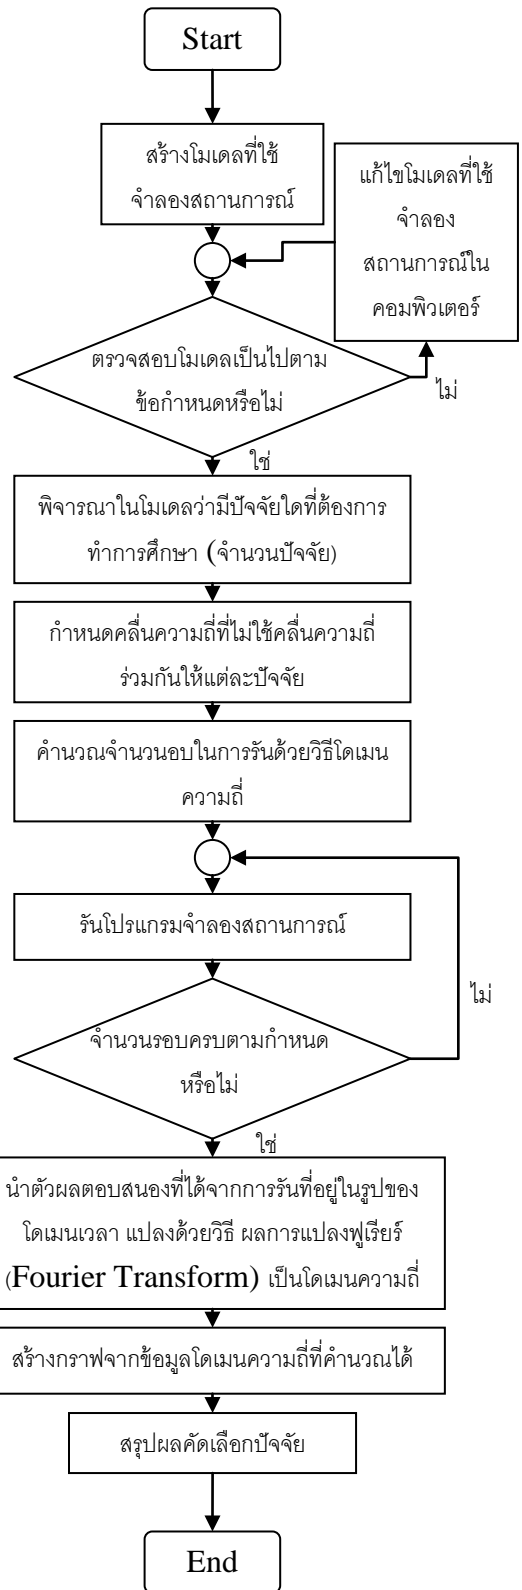 Start
สร้างโมเดลที่ใช้
จำลองสถานการณ์
แก้ไขโมเดลที่ใช้
จำลอง
สถานการณ์ใน
คอมพิวเตอร์
ตรวจสอบโมเดลเป็นไปตาม
ข้อกำหนดหรือไม่
ไม่
ใช่
พิจารณาในโมเดลว่ามีปัจจัยใดที่ต้องการ
ทำการศึกษา (จำนวนปัจจัย)
กำหนดคลื่นความถี่ที่ไม่ใช้คลื่นความถี่
ร่วมกันให้แต่ละปัจจัย
คำนวณจำนวนอบในการรันด้วยวิธีโดเมน
ความถี่
รันโปรแกรมจำลองสถานการณ์
ไม่
จำนวนรอบครบตามกำหนด
หรือไม่
ใช่
นำตัวผลตอบสนองที่ได้จากการรันที่อยู่ในรูปของ
โดเมนเวลา แปลงด้วยวิธี ผลการแปลงฟูเรียร์
(Fourier Transform) เป็นโดเมนความถี่
สร้างกราฟจากข้อมูลโดเมนความถี่ที่คำนวณได้
สรุปผลคัดเลือกปัจจัย
End